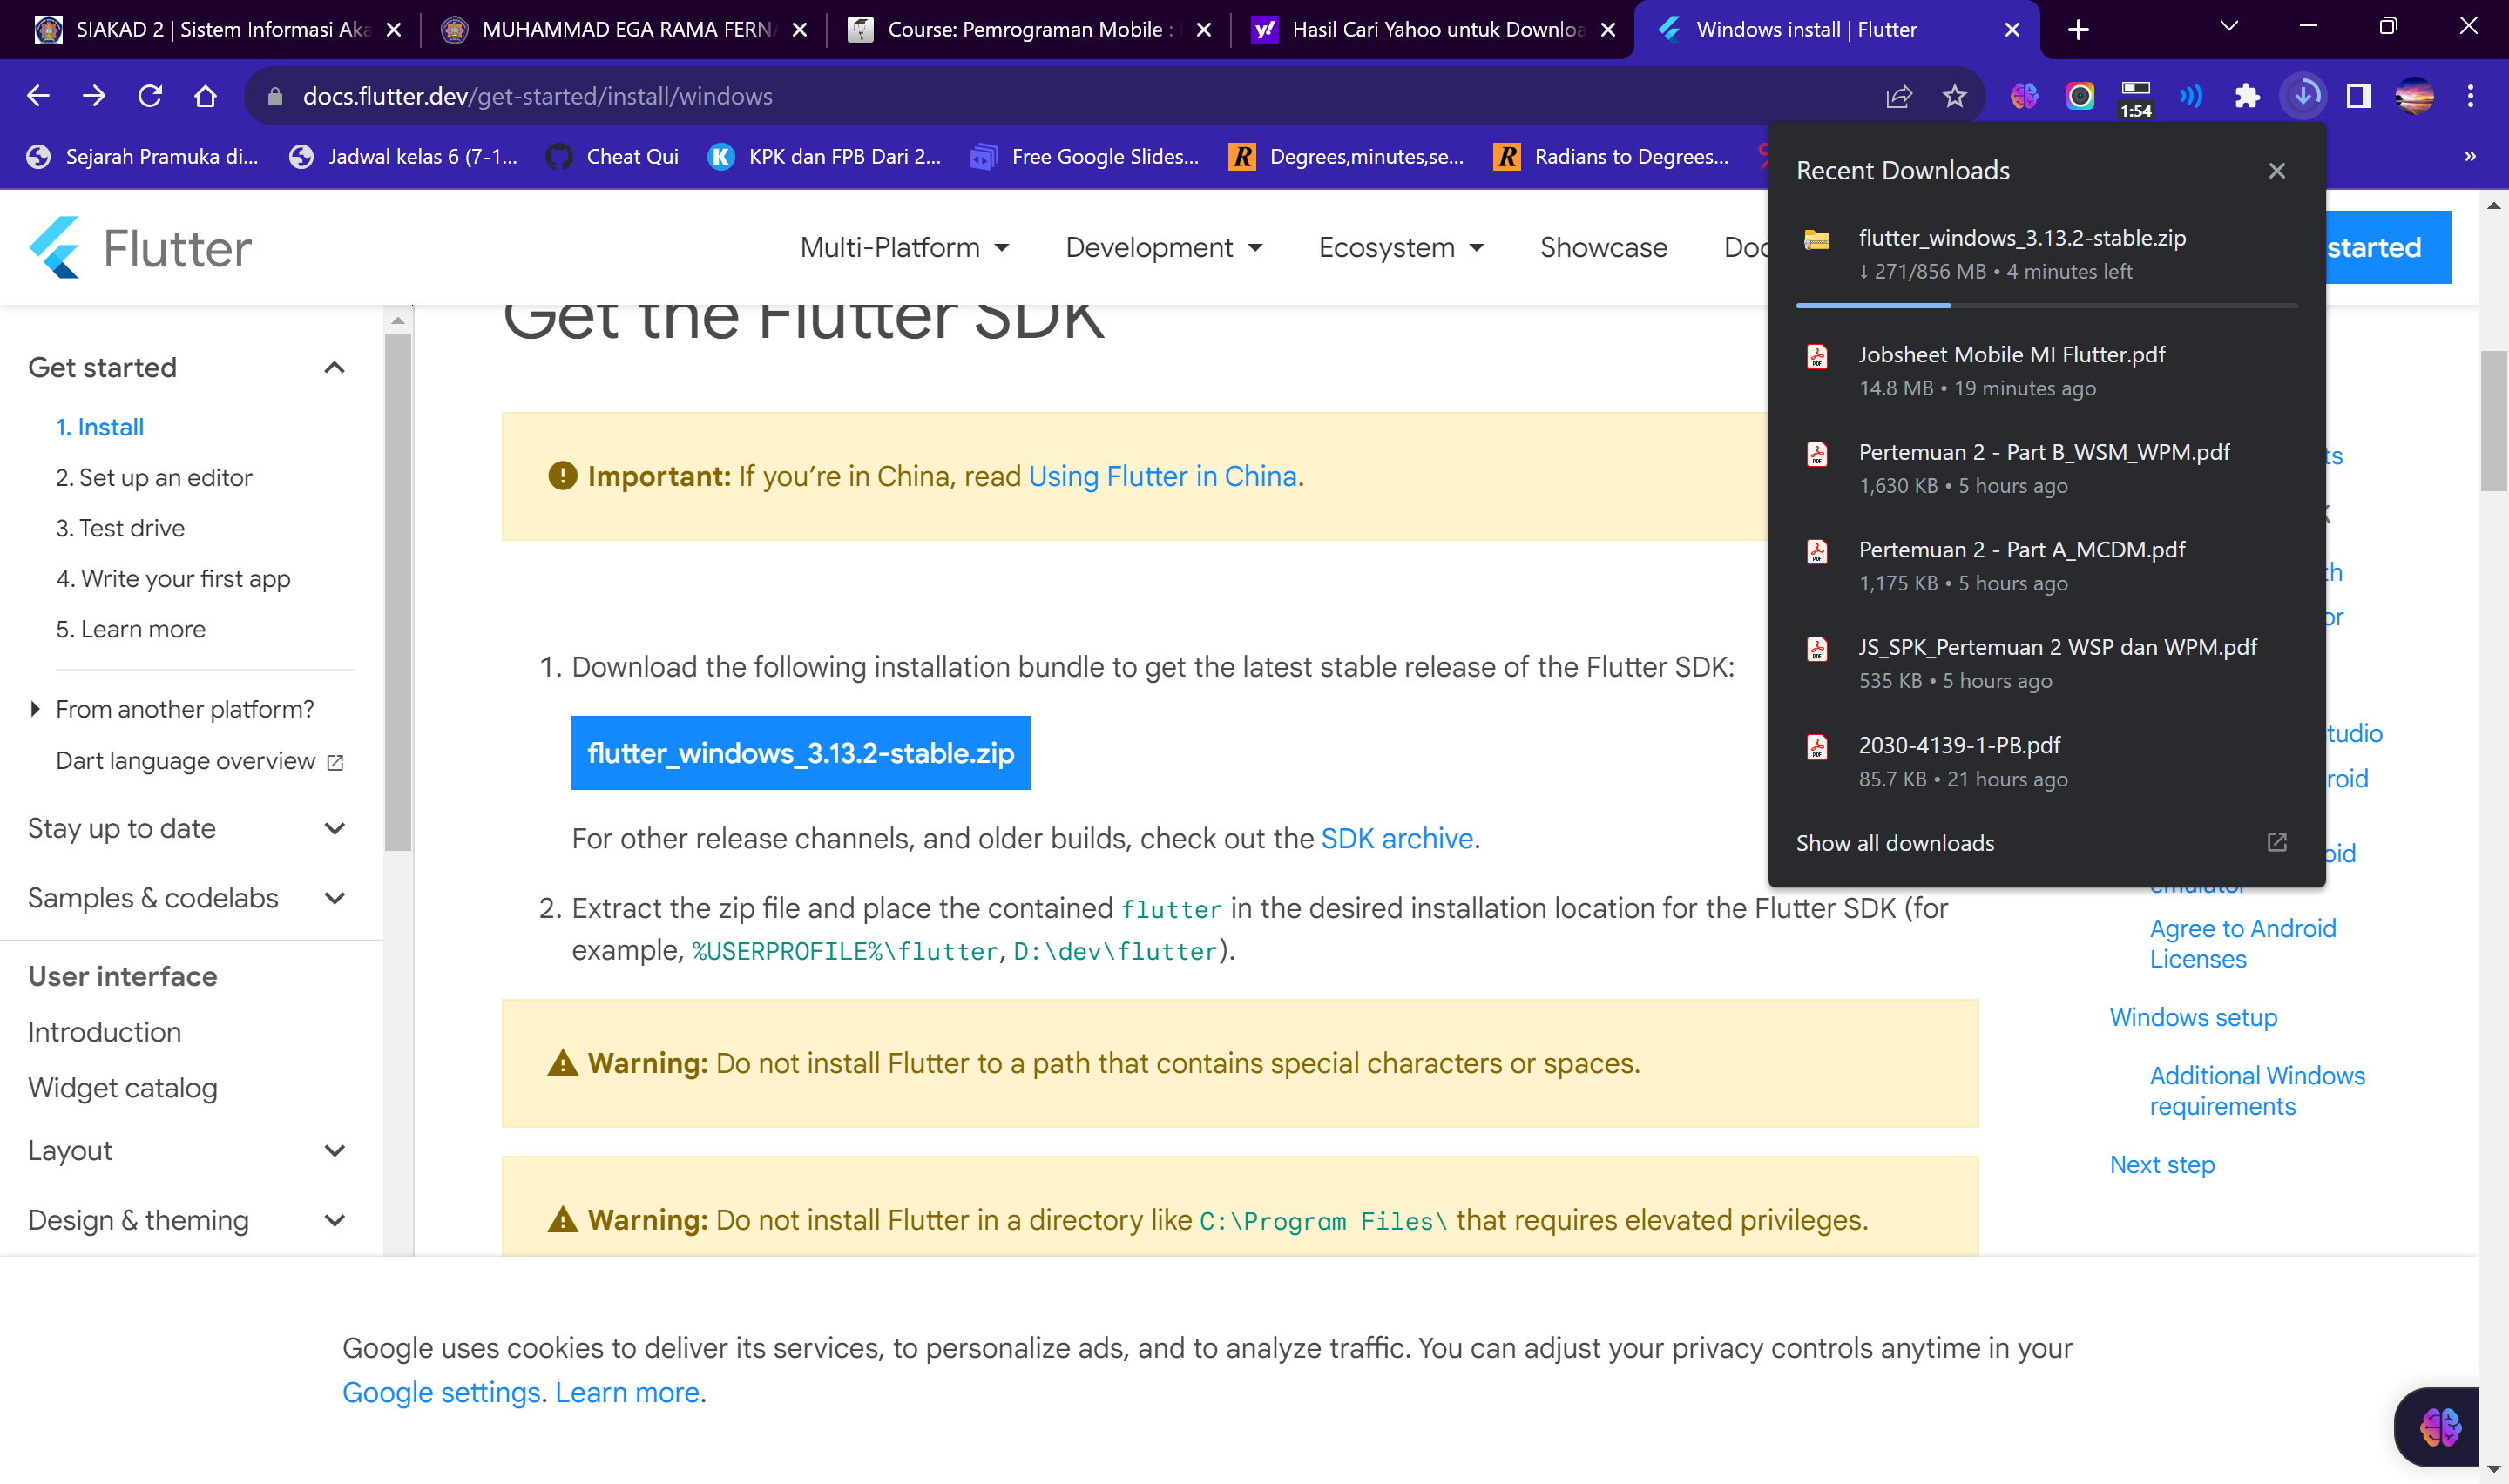 SIAKAD 2 | Sistem Informasi Aka
MUHAMMAD EGA RAMA FERN
Course: Pemrograman Mobile :
Hasil Cari Yahoo untuk Downloa
Windows install | Flutter
docs.flutter.dev/get-started/install/windows
1:54
Sejarah Pramuka di...
Jadwal kelas 6 (7-1...
Cheat Qui
KPK dan FPB Dari 2...
Free Google Slides...
Degrees,minutes,se...
Radians to Degrees...
»
Flutter
Multi-Platform
Development
Ecosystem
Showcase
started
Recent Downloads
flutter_windows_3.13.2-stable.zip
↓ 271/856 MB • 4 minutes left
Jobsheet Mobile MI Flutter.pdf
14.8 MB • 19 minutes ago
Pertemuan 2 - Part B_WSM_WPM.pdf
1,630 KB • 5 hours ago
Pertemuan 2 - Part A_MCDM.pdf
1,175 KB • 5 hours ago
JS_SPK_Pertemuan 2 WSP dan WPM.pdf
535 KB • 5 hours ago
2030-4139-1-PB.pdf
85.7 KB • 21 hours ago
Show all downloads
Get started
1. Install
2. Set up an editor
3. Test drive
4. Write your first app
5. Learn more
From another platform?
Dart language overview
Stay up to date
Samples & codelabs
User interface
Introduction
Widget catalog
Layout
Design & theming
Get the Flutter SDK
Important: If you’re in China, read Using Flutter in China.
1. Download the following installation bundle to get the latest stable release of the Flutter SDK:
flutter_windows_3.13.2-stable.zip
For other release channels, and older builds, check out the SDK archive.
2. Extract the zip file and place the contained flutter in the desired installation location for the Flutter SDK (for
example, %USERPROFILE%\flutter, D:\dev\flutter).
Warning: Do not install Flutter to a path that contains special characters or spaces.
Warning: Do not install Flutter in a directory like C:\Program Files\ that requires elevated privileges.
emulator
Agree to Android
Licenses
Windows setup
Additional Windows
requirements
Next step
Google uses cookies to deliver its services, to personalize ads, and to analyze traffic. You can adjust your privacy controls anytime in your
Google settings. Learn more.